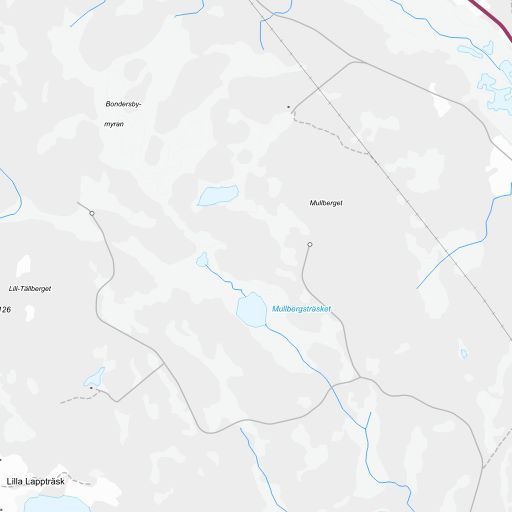 Bondersby-
myran
Mullberget
Lill-Tällberget
126
Mullbergsträsket
Lilla Lappträsk